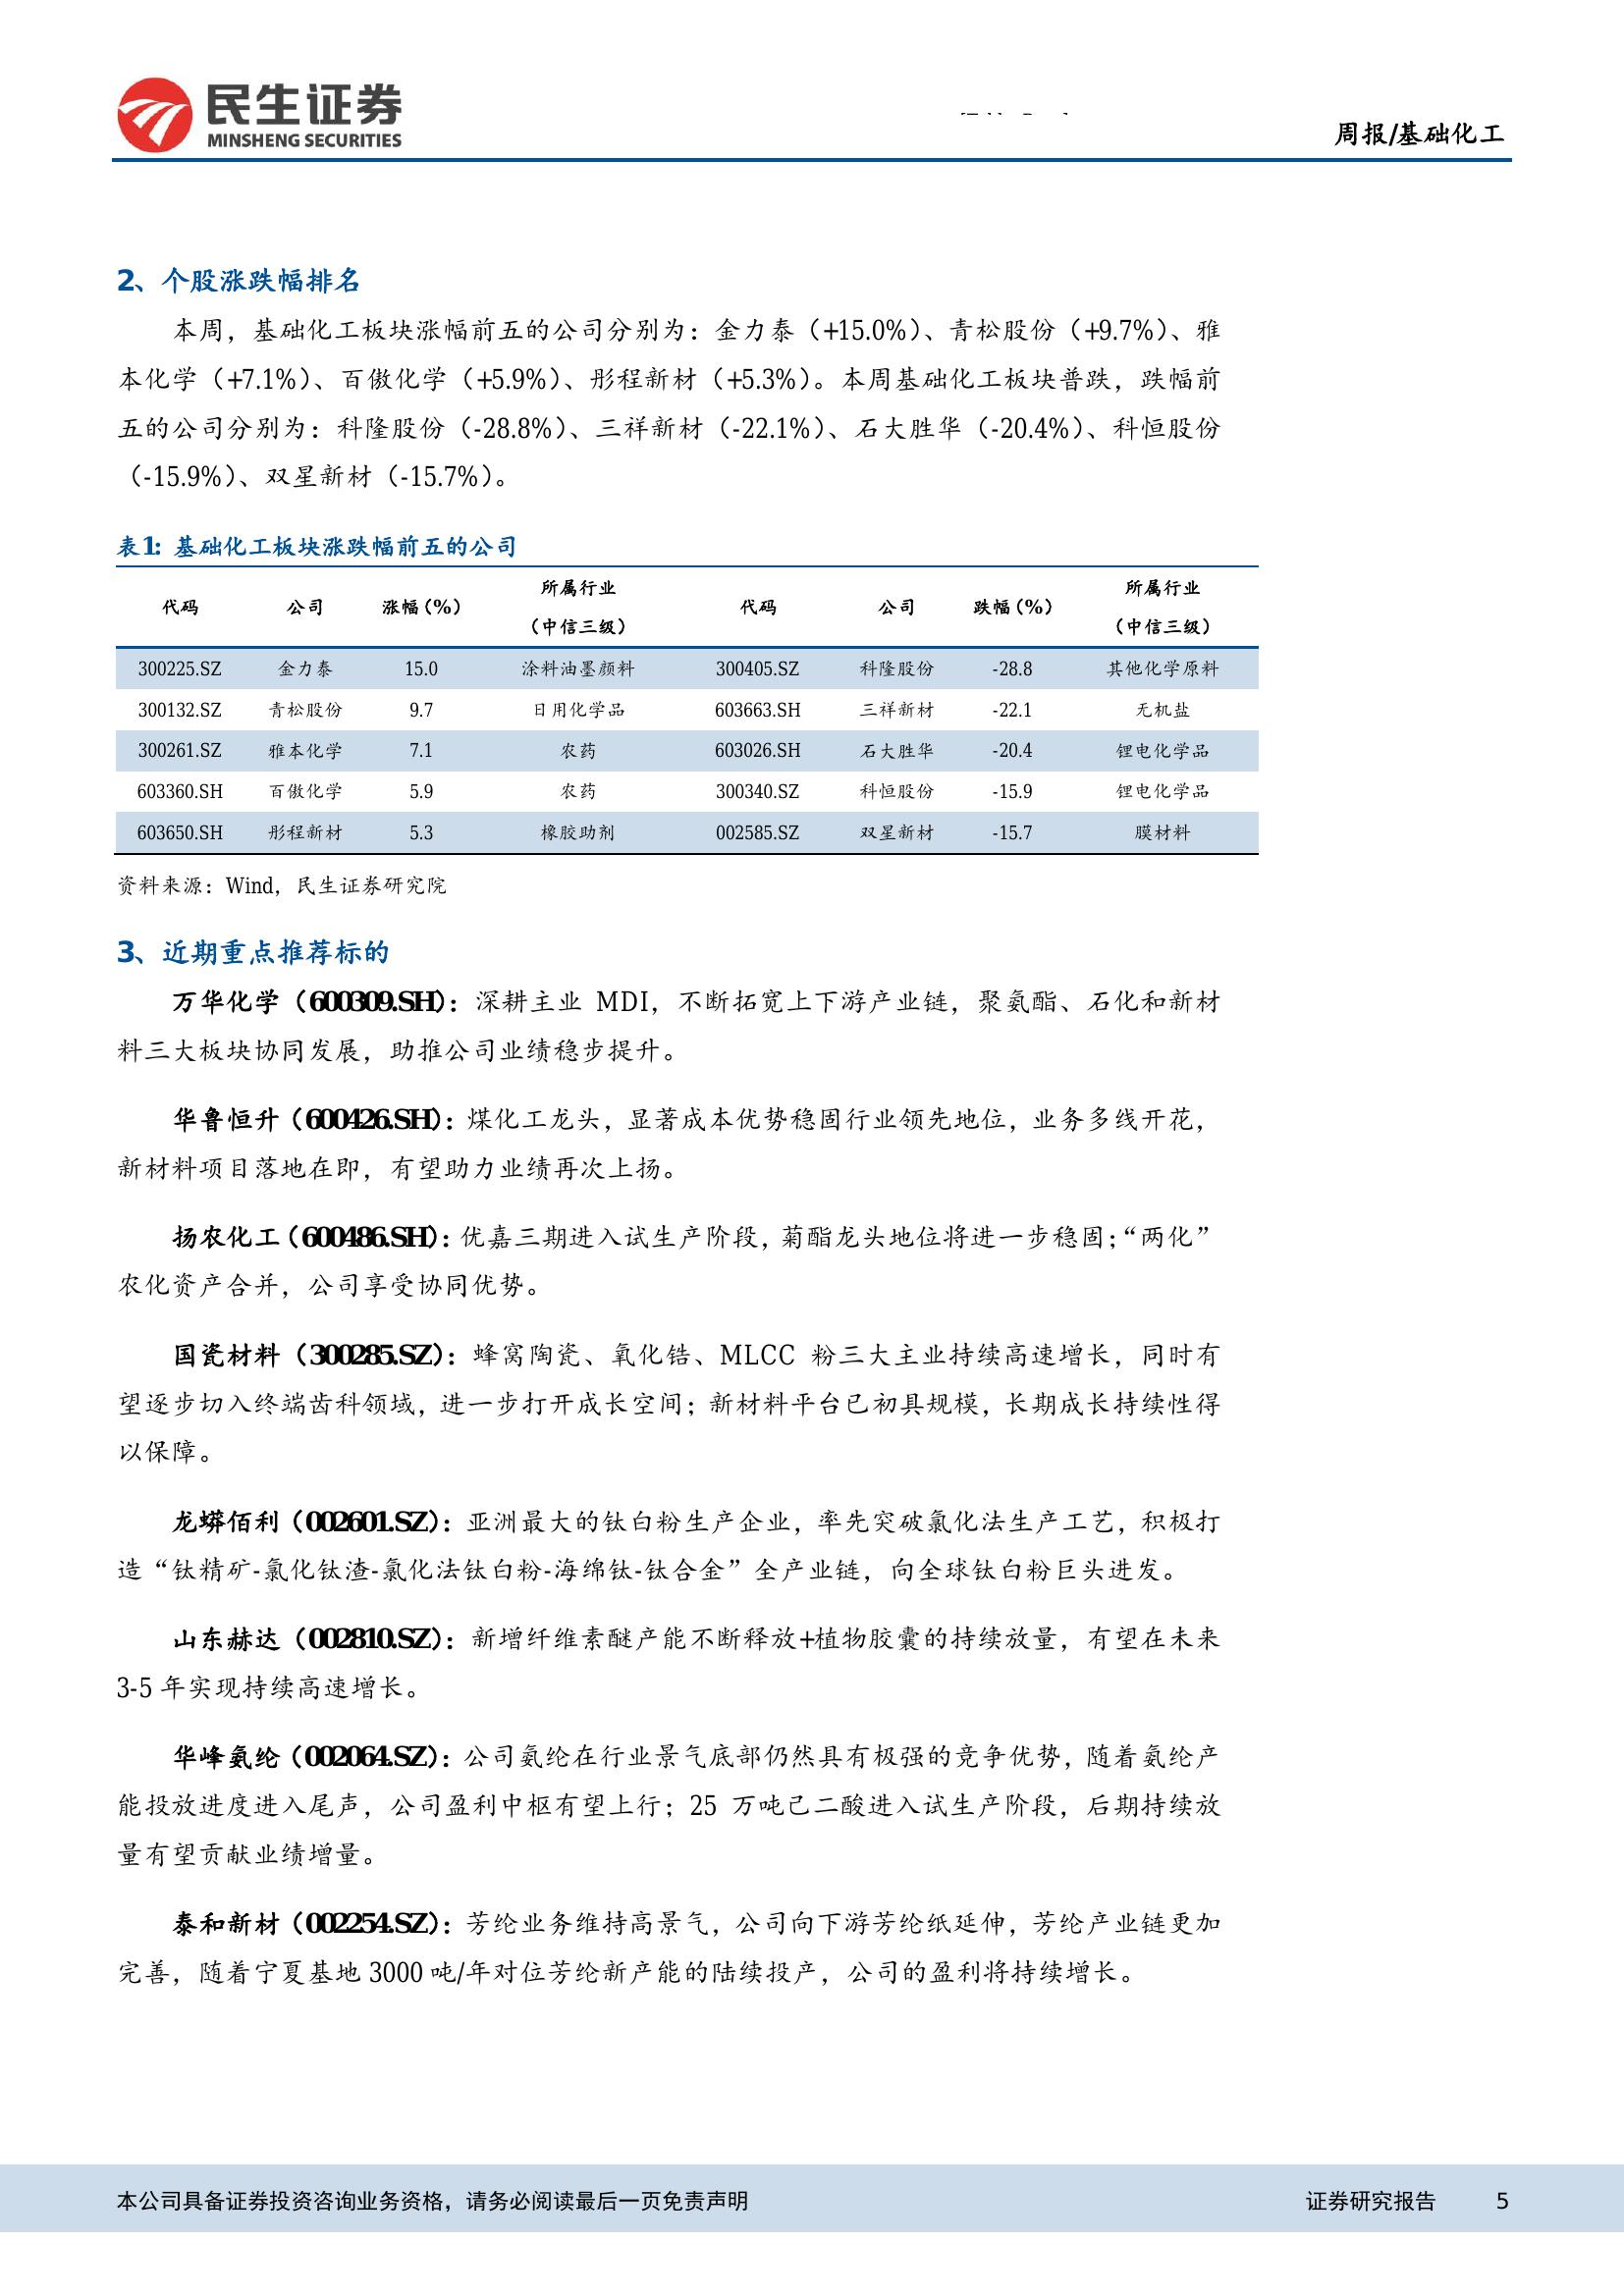 民生证券
MINSHENG SECURITIES
周报/基础化工
2、个股涨跌幅排名
本周，基础化工板块涨幅前五的公司分别为：金力泰（+15.0%）、青松股份（+9.7%）、雅
本化学（+7.1%）、百傲化学（+5.9%）、彤程新材（+5.3%）。本周基础化工板块普跌，跌幅前
五的公司分别为：科隆股份（-28.8%）、三祥新材（-22.1%）、石大胜华（-20.4%）、科恒股份
（-15.9%）、双星新材（-15.7%）。
表1：基础化工板块涨跌幅前五的公司
代码 公司 涨幅（%） 所属行业（中信三级） 代码 公司 跌幅（%） 所属行业（中信三级）
300225.SZ 金力泰 15.0 涂料油墨颜料 300405.SZ 科隆股份 -28.8 其他化学原料
300132.SZ 青松股份 9.7 日用化学品 603663.SH 三祥新材 -22.1 无机盐
300261.SZ 雅本化学 7.1 农药 603026.SH 石大胜华 -20.4 锂电化学品
603360.SH 百傲化学 5.9 农药 300340.SZ 科恒股份 -15.9 锂电化学品
603650.SH 彤程新材 5.3 橡胶助剂 002585.SZ 双星新材 -15.7 膜材料
资料来源：Wind，民生证券研究院
3、近期重点推荐标的
万华化学（600309.SH）：深耕主业 MDI，不断拓宽上下游产业链，聚氨酯、石化和新材
料三大板块协同发展，助推公司业绩稳步提升。
华鲁恒升（600426.SH）：煤化工龙头，显著成本优势稳固行业领先地位，业务多线开花，
新材料项目落地在即，有望助力业绩再次上扬。
扬农化工（600486.SH）：优嘉三期进入试生产阶段，菊酯龙头地位将进一步稳固；“两化”
农化资产合并，公司享受协同优势。
国瓷材料（300285.SZ）：蜂窝陶瓷、氧化锆、MLCC 粉三大主业持续高速增长，同时有
望逐步切入终端齿科领域，进一步打开成长空间；新材料平台已初具规模，长期成长持续性得
以保障。
龙蟒佰利（002601.SZ）：亚洲最大的钛白粉生产企业，率先突破氯化法生产工艺，积极打
造“钛精矿-氯化钛渣-氯化法钛白粉-海绵钛-钛合金”全产业链，向全球钛白粉巨头进发。
山东赫达（002810.SZ）：新增纤维素醚产能不断释放+植物胶囊的持续放量，有望在未来
3-5 年实现持续高速增长。
华峰氨纶（002064.SZ）：公司氨纶在行业景气底部仍然具有极强的竞争优势，随着氨纶产
能投放进度进入尾声，公司盈利中枢有望上行；25 万吨己二酸进入试生产阶段，后期持续放
量有望贡献业绩增量。
泰和新材（002254.SZ）：芳纶业务维持高景气，公司向下游芳纶纸延伸，芳纶产业链更加
完善，随着宁夏基地 3000 吨/年对位芳纶新产能的陆续投产，公司的盈利将持续增长。
本公司具备证券投资咨询业务资格，请务必阅读最后一页免责声明 证券研究报告 5